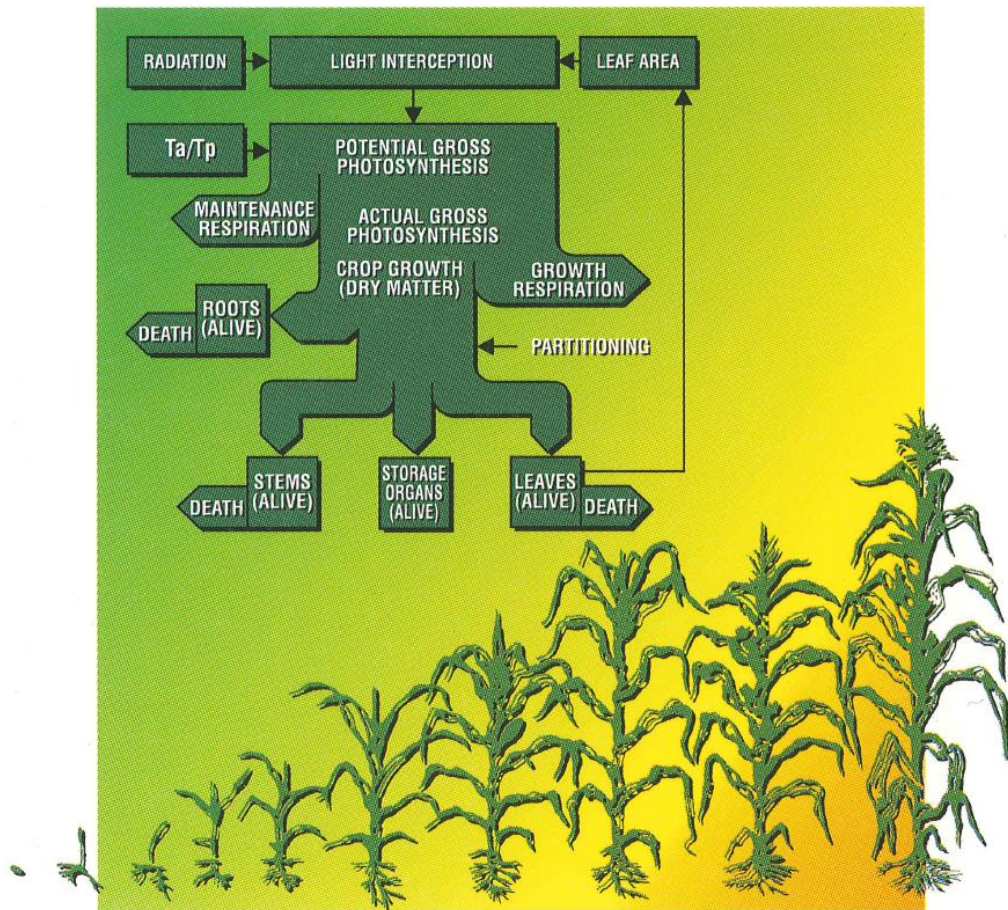 RADIATION
LIGHT INTERCEPTION
LEAF AREA
Ta/Tp
POTENTIAL GROSS
PHOTOSYNTHESIS
MAINTENANCE
RESPIRATION
ACTUAL GROSS
PHOTOSYNTHESIS
CROP GROWTH
(DRY MATTER)
GROWTH
RESPIRATION
ROOTS
(ALIVE)
DEATH
PARTITIONING
STEMS
(ALIVE)
DEATH
STORAGE
ORGANS
(ALIVE)
LEAVES
(ALIVE)
DEATH